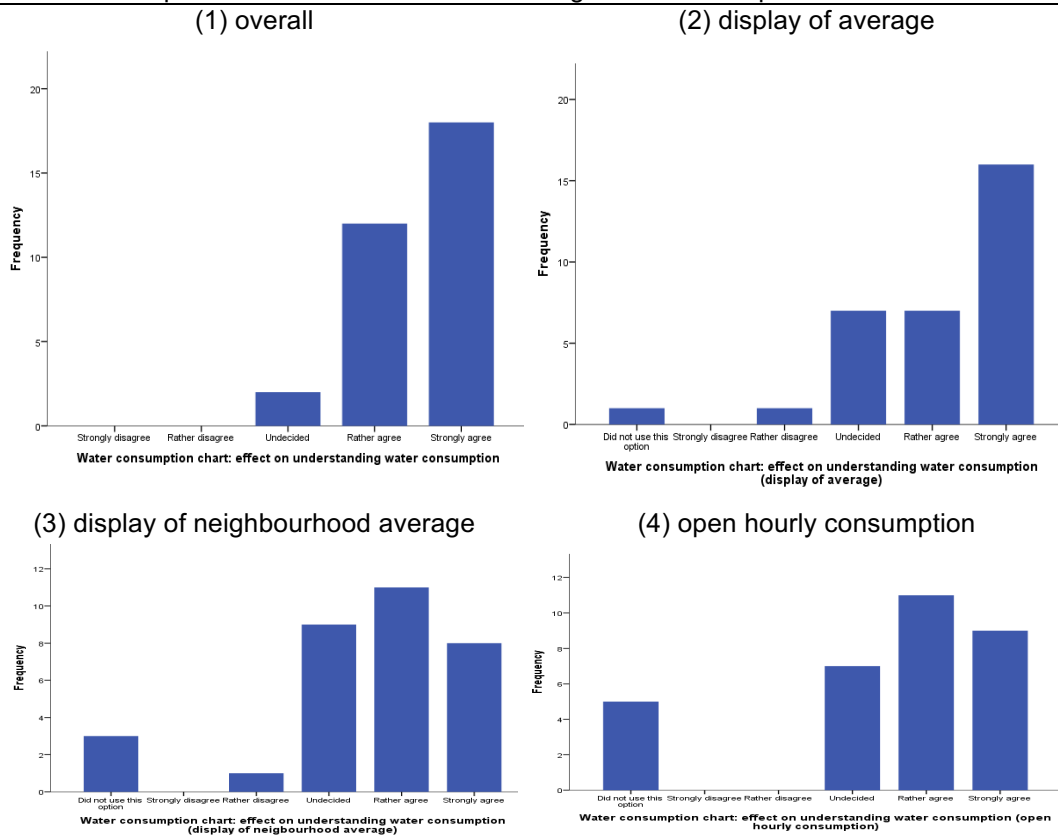 (1) overall
20
15
10
5
0
Frequency
Strongly disagree Rather disagree Undecided Rather agree Strongly agree
Water consumption chart: effect on understanding water consumption
(2) display of average
20
15
10
5
0
Frequency
Did not use this Strongly disagree Rather disagree Undecided Rather agree Strongly agree
option
Water consumption chart: effect on understanding water consumption
(display of average)
(3) display of neighbourhood average
12
10
8
6
4
2
0
Frequency
Did not use this Strongly disagree Rather disagree Undecided Rather agree Strongly agree
option
Water consumption chart: effect on understanding water consumption
(display of neighbourhood average)
(4) open hourly consumption
12
10
8
6
4
2
0
Frequency
Did not use this Strongly disagree Rather disagree Undecided Rather agree Strongly agree
option
Water consumption chart: effect on understanding water consumption (open
hourly consumption)